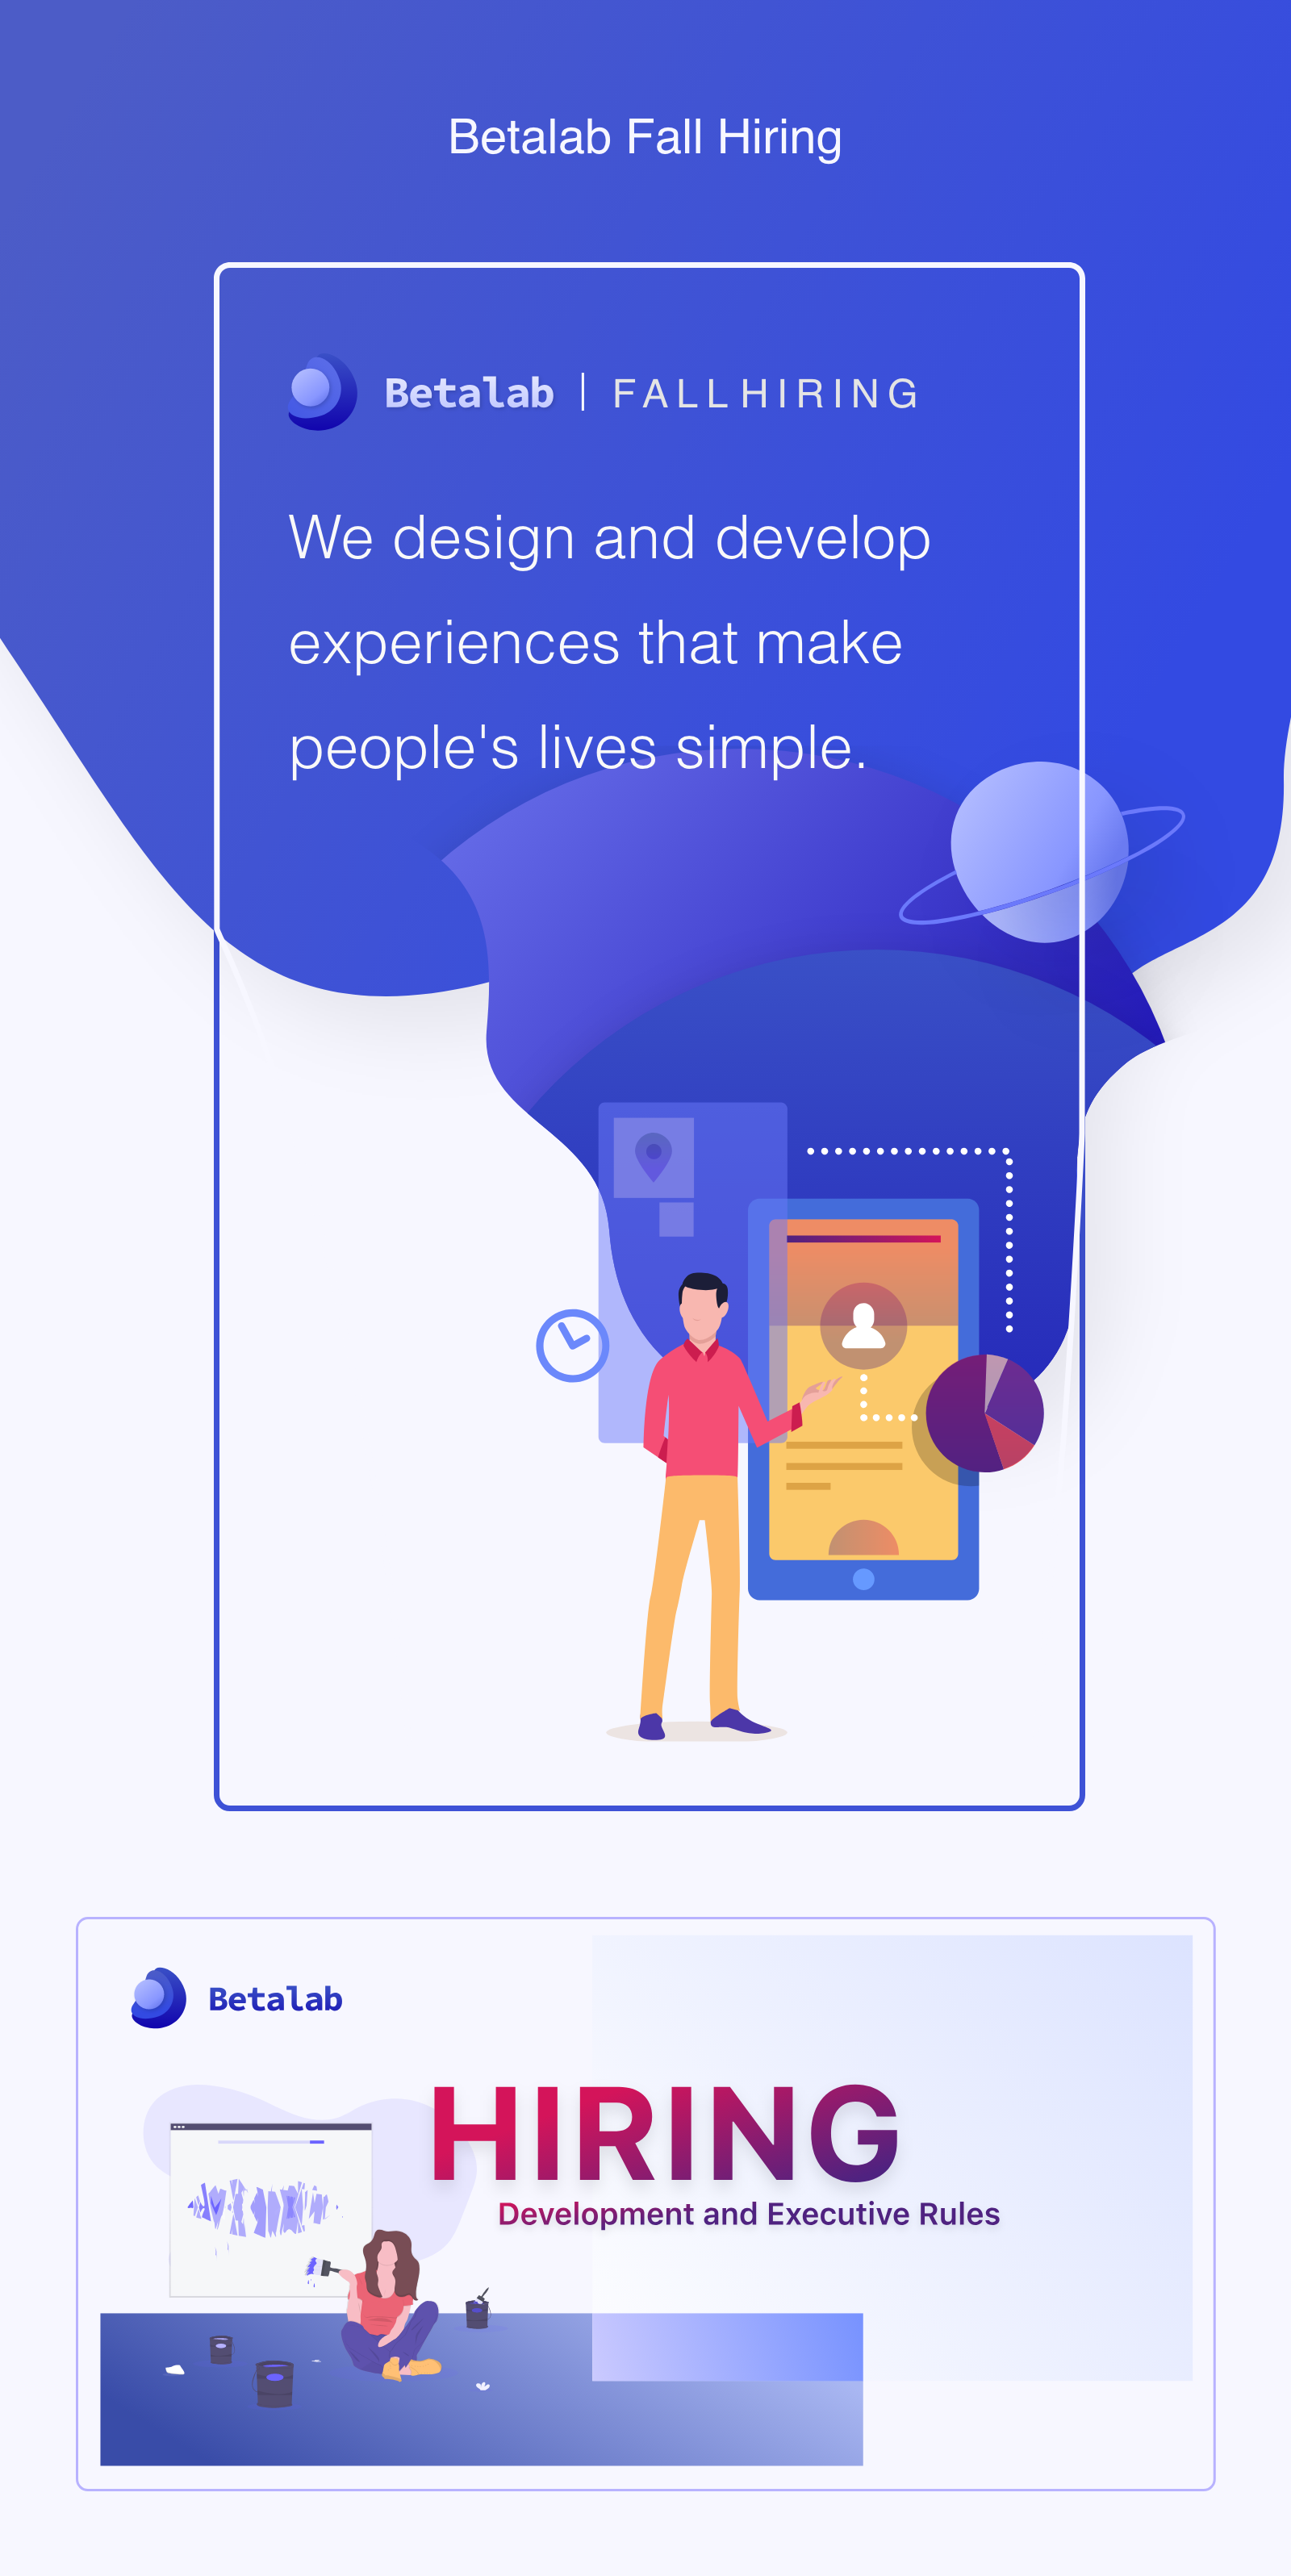 Betalab Fall Hiring
Betalab | FALL HIRING
We design and develop
experiences that make
people's lives simple.
Betalab
HIRING
Development and Executive Rules